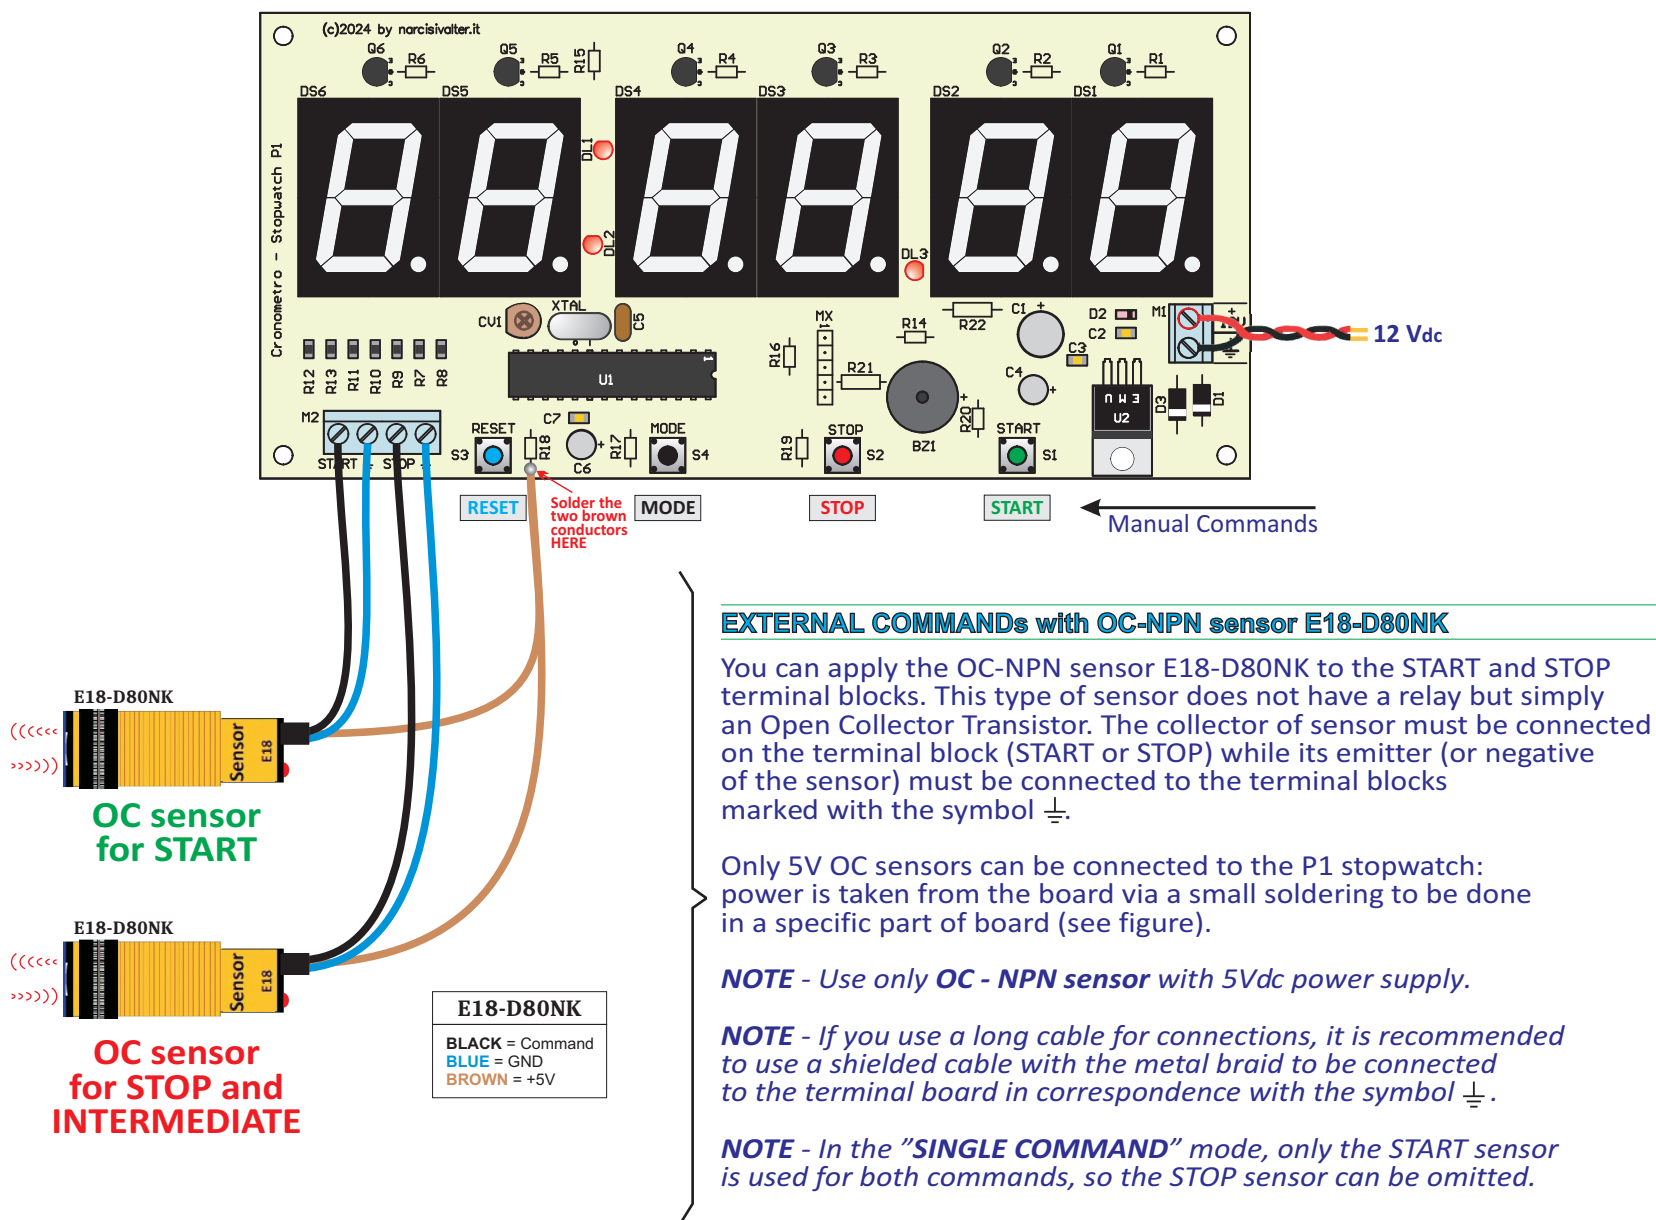 (c)2024 by narcisivalter.it
Q6
R6
Q5
R5
R15
Q4
R4
Q3
R3
Q2
R2
Q1
R1
DS6
DS5
DS4
DS3
DS2
DS1
DL1
DL2
DL3
Cronometro - Stopwatch P1
CV1
XTAL
C5
MX
1
R14
R22
C1
+
D2
C2
M1
+
12 Vdc
R12
R13
R11
R10
R9
R7
R8
U1
1
R16
R21
C3
C4
+
BZ1
+
R20
E M U
U2
D3
D1
M2
START
STOP
C7
C6
+
RESET
S3
R18
R17
MODE
S4
R19
STOP
S2
START
S1
RESET
Solder the
two brown
conductors
HERE
MODE
STOP
START
Manual Commands
EXTERNAL COMMANDs with OC-NPN sensor E18-D80NK
You can apply the OC-NPN sensor E18-D80NK to the START and STOP
terminal blocks. This type of sensor does not have a relay but simply
an Open Collector Transistor. The collector of sensor must be connected
on the terminal block (START or STOP) while its emitter (or negative
of the sensor) must be connected to the terminal blocks
marked with the symbol ⏚.
Only 5V OC sensors can be connected to the P1 stopwatch:
power is taken from the board via a small soldering to be done
in a specific part of board (see figure).
NOTE - Use only OC - NPN sensor with 5Vdc power supply.
NOTE - If you use a long cable for connections, it is recommended
to use a shielded cable with the metal braid to be connected
to the terminal board in correspondence with the symbol ⏚.
NOTE - In the ”SINGLE COMMAND” mode, only the START sensor
is used for both commands, so the STOP sensor can be omitted.
E18-D80NK
Sensor
E18
OC sensor
for START
E18-D80NK
Sensor
E18
OC sensor
for STOP and
INTERMEDIATE
E18-D80NK
BLACK = Command
BLUE = GND
BROWN = +5V